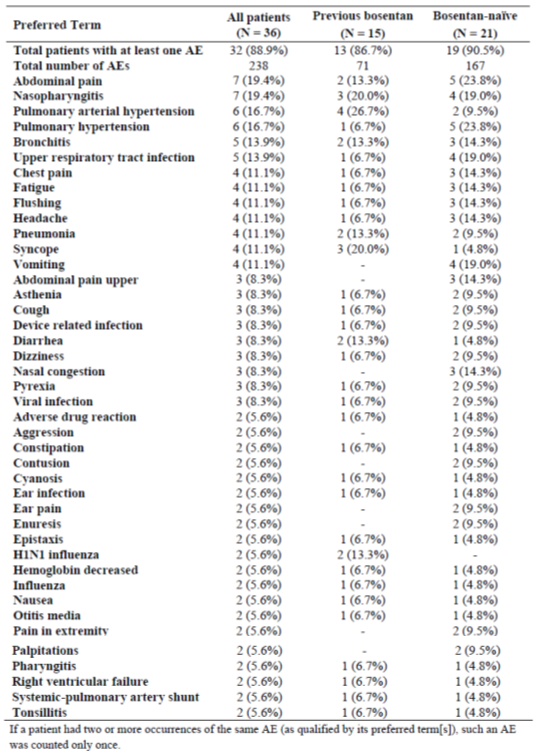 Preferred Term All patients (N = 36) Previous bosentan (N = 15) Bosentan-naïve (N = 21)
Total patients with at least one AE 32 (88.9%) 13 (86.7%) 19 (90.5%)
Total number of AEs 238 71 167
Abdominal pain 7 (19.4%) 2 (13.3%) 5 (23.8%)
Nasopharyngitis 7 (19.4%) 3 (20.0%) 4 (19.0%)
Pulmonary arterial hypertension 6 (16.7%) 4 (26.7%) 2 (9.5%)
Pulmonary hypertension 6 (16.7%) 1 (6.7%) 5 (23.8%)
Bronchitis 5 (13.9%) 2 (13.3%) 3 (14.3%)
Upper respiratory tract infection 5 (13.9%) 1 (6.7%) 4 (19.0%)
Chest pain 4 (11.1%) 1 (6.7%) 3 (14.3%)
Fatigue 4 (11.1%) 1 (6.7%) 3 (14.3%)
Flushing 4 (11.1%) 1 (6.7%) 3 (14.3%)
Headache 4 (11.1%) 1 (6.7%) 3 (14.3%)
Pneumonia 4 (11.1%) 2 (13.3%) 2 (9.5%)
Syncope 4 (11.1%) 3 (20.0%) 1 (4.8%)
Vomiting 4 (11.1%) - 4 (19.0%)
Abdominal pain upper 3 (8.3%) - 3 (14.3%)
Asthenia 3 (8.3%) 1 (6.7%) 2 (9.5%)
Cough 3 (8.3%) 1 (6.7%) 2 (9.5%)
Device related infection 3 (8.3%) 1 (6.7%) 2 (9.5%)
Diarrhea 3 (8.3%) 2 (13.3%) 1 (4.8%)
Dizziness 3 (8.3%) 1 (6.7%) 2 (9.5%)
Nasal congestion 3 (8.3%) - 3 (14.3%)
Pyrexia 3 (8.3%) 1 (6.7%) 2 (9.5%)
Viral infection 3 (8.3%) 1 (6.7%) 2 (9.5%)
Adverse drug reaction 2 (5.6%) 1 (6.7%) 1 (4.8%)
Aggression 2 (5.6%) - 2 (9.5%)
Constipation 2 (5.6%) 1 (6.7%) 1 (4.8%)
Contusion 2 (5.6%) - 2 (9.5%)
Cyanosis 2 (5.6%) 1 (6.7%) 1 (4.8%)
Ear infection 2 (5.6%) 1 (6.7%) 1 (4.8%)
Ear pain 2 (5.6%) - 2 (9.5%)
Enuresis 2 (5.6%) - 2 (9.5%)
Epistaxis 2 (5.6%) 1 (6.7%) 1 (4.8%)
H1N1 influenza 2 (5.6%) 2 (13.3%) -
Hemoglobin decreased 2 (5.6%) 1 (6.7%) 1 (4.8%)
Influenza 2 (5.6%) 1 (6.7%) 1 (4.8%)
Nausea 2 (5.6%) 1 (6.7%) 1 (4.8%)
Otitis media 2 (5.6%) 1 (6.7%) 1 (4.8%)
Pain in extremity 2 (5.6%) - 2 (9.5%)
Palpitations 2 (5.6%) - 2 (9.5%)
Pharyngitis 2 (5.6%) 1 (6.7%) 1 (4.8%)
Right ventricular failure 2 (5.6%) 1 (6.7%) 1 (4.8%)
Systemic-pulmonary artery shunt 2 (5.6%) 1 (6.7%) 1 (4.8%)
Tonsillitis 2 (5.6%) 1 (6.7%) 1 (4.8%)
If a patient had two or more occurrences of the same AE (as qualified by its preferred term[s]), such an AE
was counted only once.